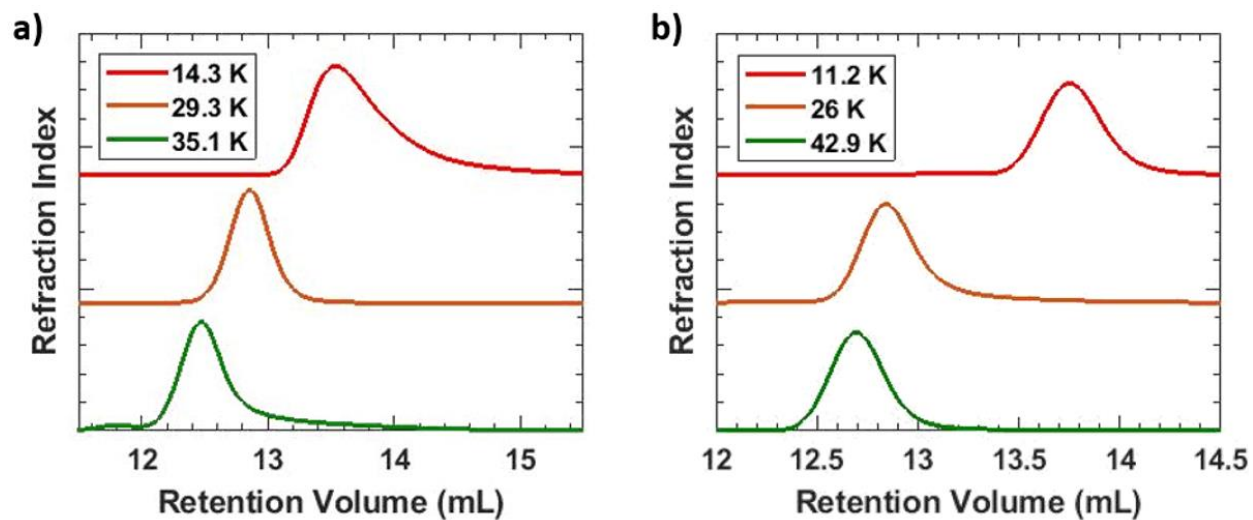 a)
14.3 K
29.3 K
35.1 K
Refraction Index
12 13 14 15
Retention Volume (mL)
b)
11.2 K
26 K
42.9 K
Refraction Index
12 12.5 13 13.5 14 14.5
Retention Volume (mL)